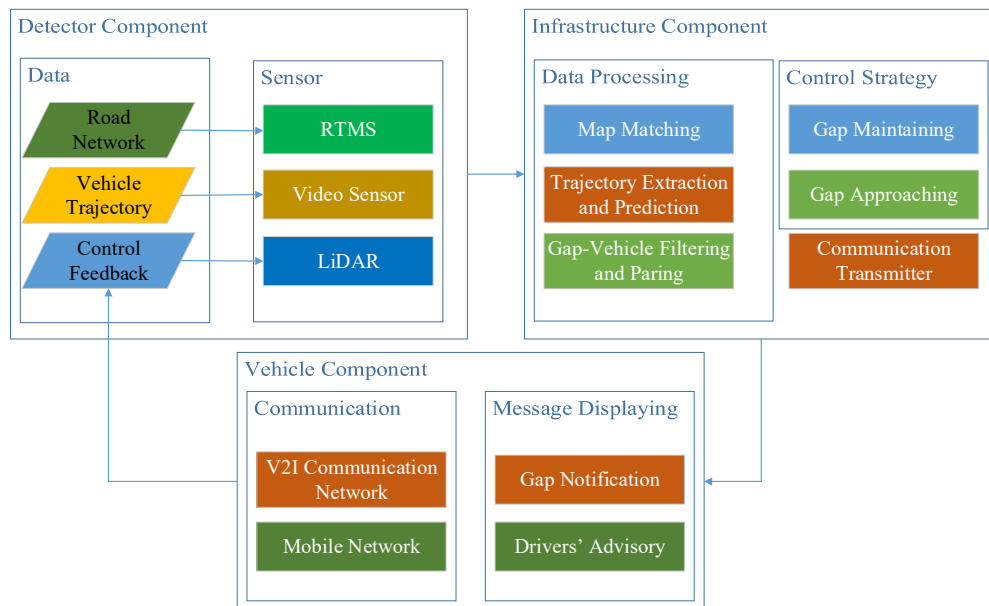 Detector Component
Data
Road
Network
Vehicle
Trajectory
Control
Feedback
Sensor
RTMS
Video Sensor
LiDAR
Infrastructure Component
Data Processing
Map Matching
Trajectory Extraction
and Prediction
Gap-Vehicle Filtering
and Paring
Control Strategy
Gap Maintaining
Gap Approaching
Communication
Transmitter
Vehicle Component
Communication
V2I Communication
Network
Mobile Network
Message Displaying
Gap Notification
Drivers’ Advisory